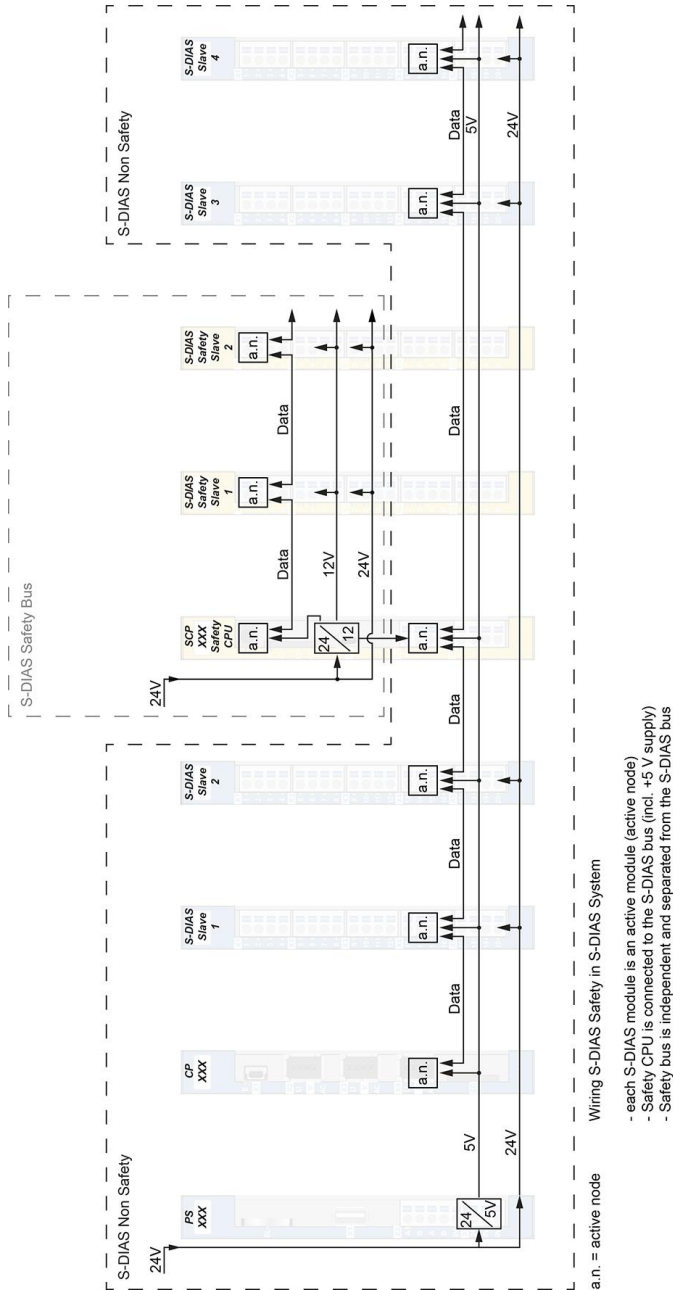 S-DIAS Safety Bus
S-DIAS Non Safety
S-DIAS Non Safety
24V
24V
PS
XXX
CP
XXX
S-DIAS
Slave
1
S-DIAS
Slave
2
SCP
XXX
Safety
CPU
S-DIAS
Safety
Slave
1
S-DIAS
Safety
Slave
2
S-DIAS
Slave
3
S-DIAS
Slave
4
a.n.
a.n.
a.n.
Data
Data
12V
24V
24
12
a.n.
a.n.
a.n.
a.n.
a.n.
a.n.
Data
Data
Data
Data
Data
24
5V
5V
24V
5V
24V
a.n. = active node
Wiring S-DIAS Safety in S-DIAS System
- each S-DIAS module is an active module (active node)
- Safety CPU is connected to the S-DIAS bus (incl. +5 V supply)
- Safety bus is independent and separated from the S-DIAS bus